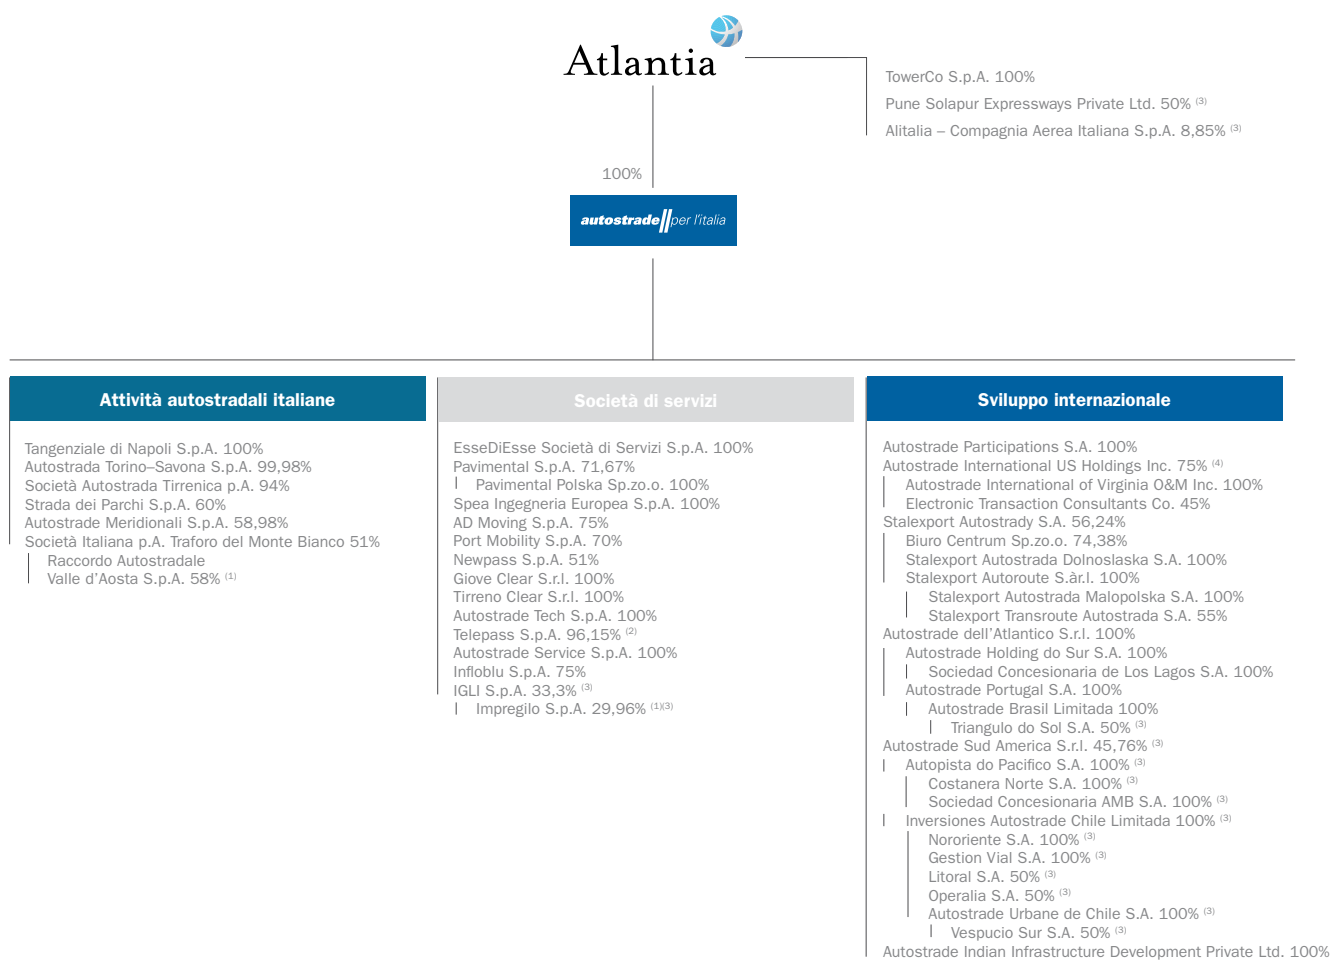 Atlantia
TowerCo S.p.A. 100%
Pune Solapur Expressways Private Ltd. 50% (3)
Alitalia – Compagnia Aerea Italiana S.p.A. 8,85% (3)
100%
autostrade per l'italia
Attività autostradali italiane
Tangenziale di Napoli S.p.A. 100%
Autostrada Torino–Savona S.p.A. 99,98%
Società Autostrada Tirrenica p.A. 94%
Strada dei Parchi S.p.A. 60%
Autostrade Meridionali S.p.A. 58,98%
Società Italiana p.A. Traforo del Monte Bianco 51%
Raccordo Autostradale
Valle d'Aosta S.p.A. 58% (1)
Società di servizi
EsseDiEsse Società di Servizi S.p.A. 100%
Pavimental S.p.A. 71,67%
Pavimental Polska Sp.zo.o. 100%
Spea Ingegneria Europea S.p.A. 100%
AD Moving S.p.A. 75%
Port Mobility S.p.A. 70%
Newpass S.p.A. 51%
Giove Clear S.r.l. 100%
Tirreno Clear S.r.l. 100%
Autostrade Tech S.p.A. 100%
Telepass S.p.A. 96,15% (2)
Autostrade Service S.p.A. 100%
Infoblu S.p.A. 75%
IGLI S.p.A. 33,3% (3)
Impregilo S.p.A. 29,96% (1)(3)
Sviluppo internazionale
Autostrade Participations S.A. 100%
Autostrade International US Holdings Inc. 75% (4)
Autostrade International of Virginia O&M Inc. 100%
Electronic Transaction Consultants Co. 45%
Stalexport Autostrady S.A. 56,24%
Biuro Centrum Sp.zo.o. 74,38%
Stalexport Autostrada Dolnoslaska S.A. 100%
Stalexport Autoroute S.àr.l. 100%
Stalexport Autostrada Malopolska S.A. 100%
Stalexport Transroute Autostrada S.A. 55%
Autostrade dell'Atlantico S.r.l. 100%
Autostrade Holding do Sur S.A. 100%
Sociedad Concesionaria de Los Lagos S.A. 100%
Autostrade Portugal S.A. 100%
Autostrade Brasil Limitada 100%
Triangulo do Sol S.A. 50% (3)
Autostrade Sud America S.r.l. 45,76% (3)
Autopista do Pacifico S.A. 100% (3)
Costanera Norte S.A. 100% (3)
Sociedad Concesionaria AMB S.A. 100% (3)
Inversiones Autostrade Chile Limitada 100% (3)
Nororiente S.A. 100% (3)
Gestion Vial S.A. 100% (3)
Litoral S.A. 50% (3)
Operalia S.A. 50% (3)
Autostrade Urbane de Chile S.A. 100% (3)
Vespucio Sur S.A. 50% (3)
Autostrade Indian Infrastructure Development Private Ltd. 100%